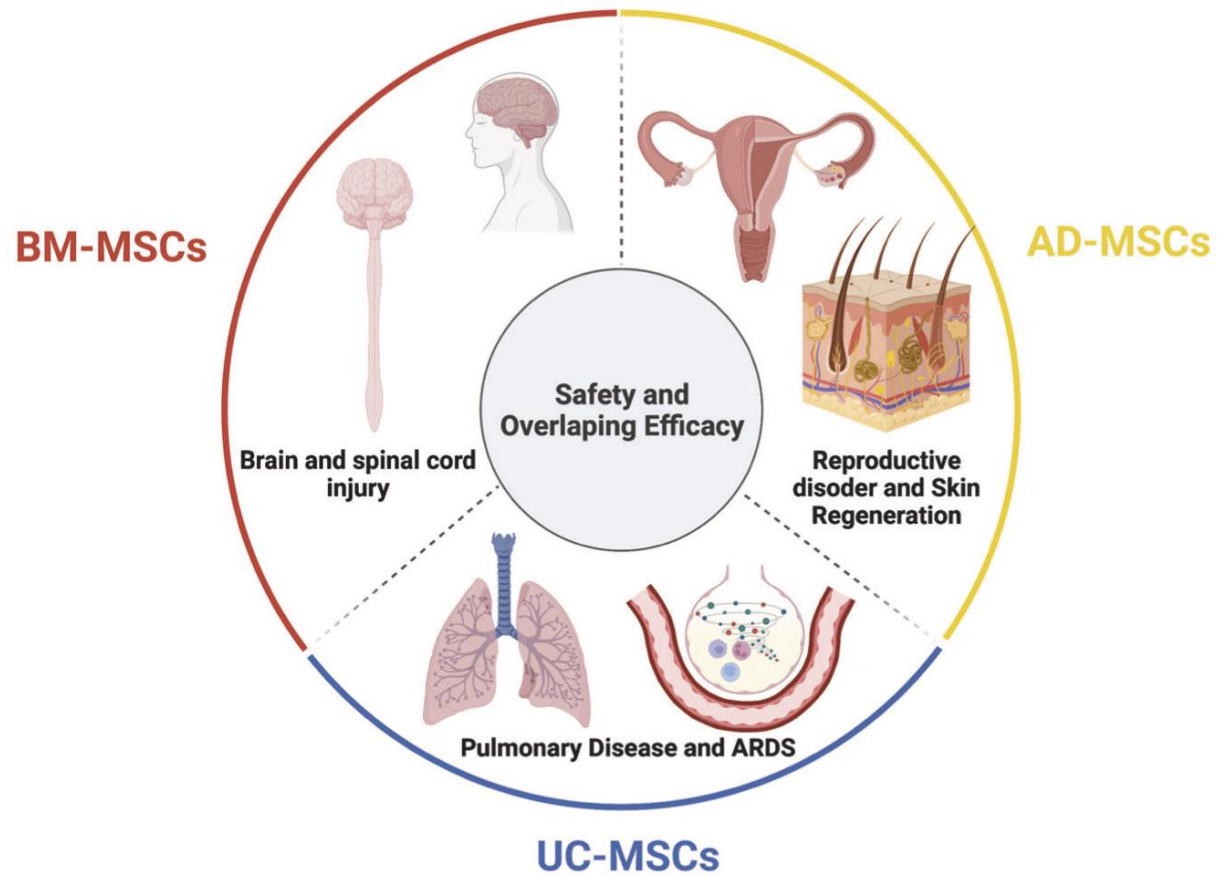 BM-MSCs
AD-MSCs
Safety and
Overlaping Efficacy
Brain and spinal cord
injury
Reproductive
disoder and Skin
Regeneration
Pulmonary Disease and ARDS
UC-MSCs